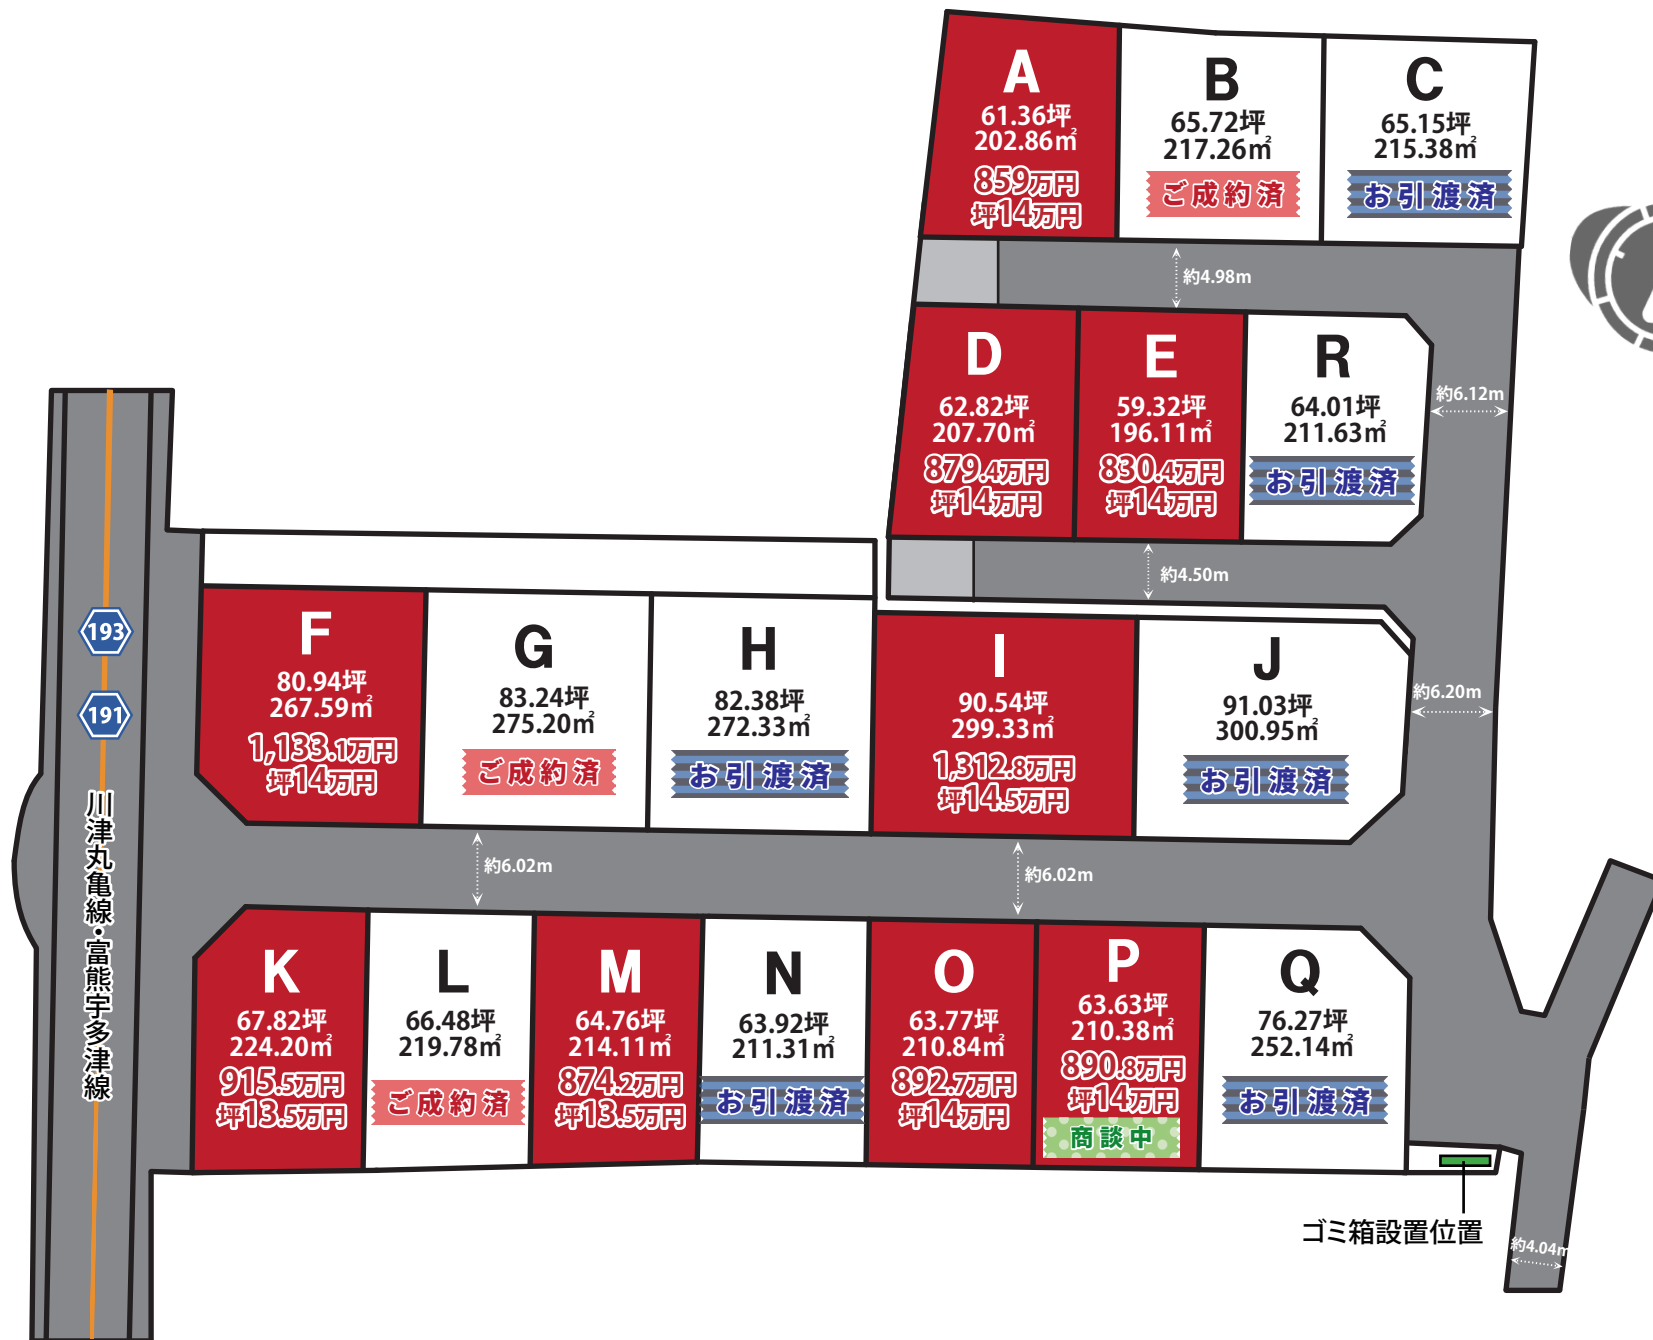 A
61.36坪
202.86㎡
859万円
坪14万円
B
65.72坪
217.26㎡
ご成約済
C
65.15坪
215.38㎡
お引渡済
約4.98m
D
62.82坪
207.70㎡
879.4万円
坪14万円
E
59.32坪
196.11㎡
830.4万円
坪14万円
R
64.01坪
211.63㎡
お引渡済
約6.12m
約4.50m
193
191
川津丸亀線・富熊宇多津線
F
80.94坪
267.59㎡
1,133.1万円
坪14万円
G
83.24坪
275.20㎡
ご成約済
H
82.38坪
272.33㎡
お引渡済
I
90.54坪
299.33㎡
1,312.8万円
坪14.5万円
J
91.03坪
300.95㎡
お引渡済
約6.20m
約6.02m
約6.02m
K
67.82坪
224.20㎡
915.5万円
坪13.5万円
L
66.48坪
219.78㎡
ご成約済
M
64.76坪
214.11㎡
874.2万円
坪13.5万円
N
63.92坪
211.31㎡
お引渡済
O
63.77坪
210.84㎡
892.7万円
坪14万円
P
63.63坪
210.38㎡
890.8万円
坪14万円
商談中
Q
76.27坪
252.14㎡
お引渡済
ゴミ箱設置位置
約4.04m